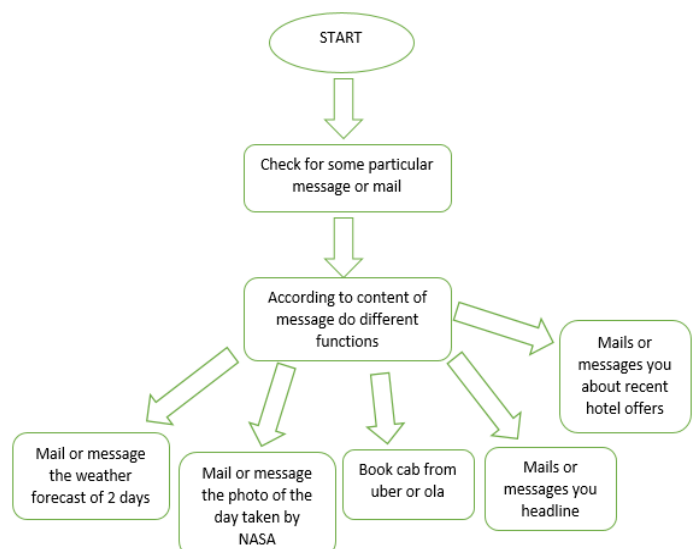 START
Check for some particular
message or mail
According to content of
message do different
functions
Mails or
messages you
about recent
hotel offers
Mail or message
the weather
forecast of 2 days
Mail or message
the photo of the
day taken by
NASA
Book cab from
uber or ola
Mails or
messages you
headline